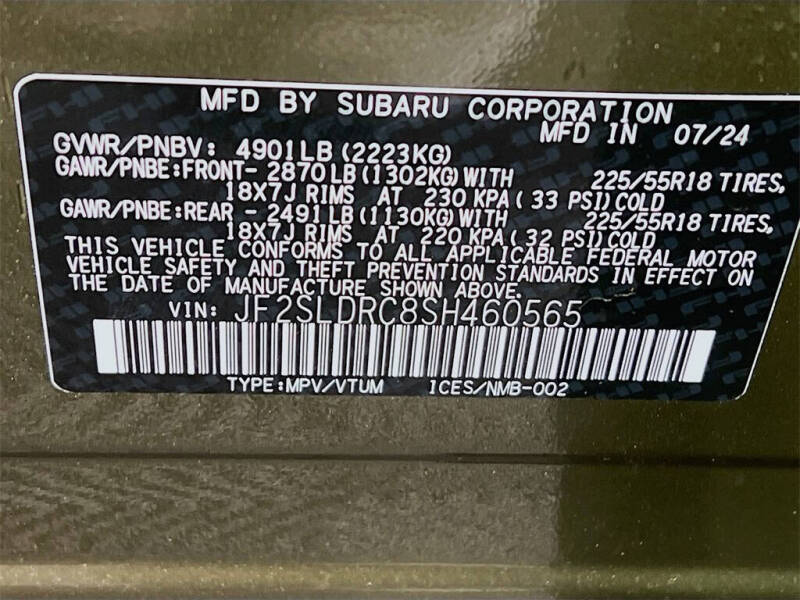 MFD BY SUBARU CORPORATION
MFD IN 07/24
GVWR/PNBV: 4901LB(2223KG)
GAWR/PNBE:FRONT- 2870LB(1302KG)WITH 225/55R18 TIRES,
18X7J RIMS AT 230 KPA( 33 PSI)COLD
GAWR/PNBE:REAR - 2491LB(1130KG)WITH 225/55R18 TIRES,
18X7J RIMS AT 220 KPA( 32 PSI)COLD
THIS VEHICLE CONFORMS TO ALL APPLICABLE FEDERAL MOTOR
VEHICLE SAFETY AND THEFT PREVENTION STANDARDS IN EFFECT ON
THE DATE OF MANUFACTURE SHOWN ABOVE.
VIN: JF2SLDRC8SH460565
TYPE:MPV/VTUM 1CES/NMB-002